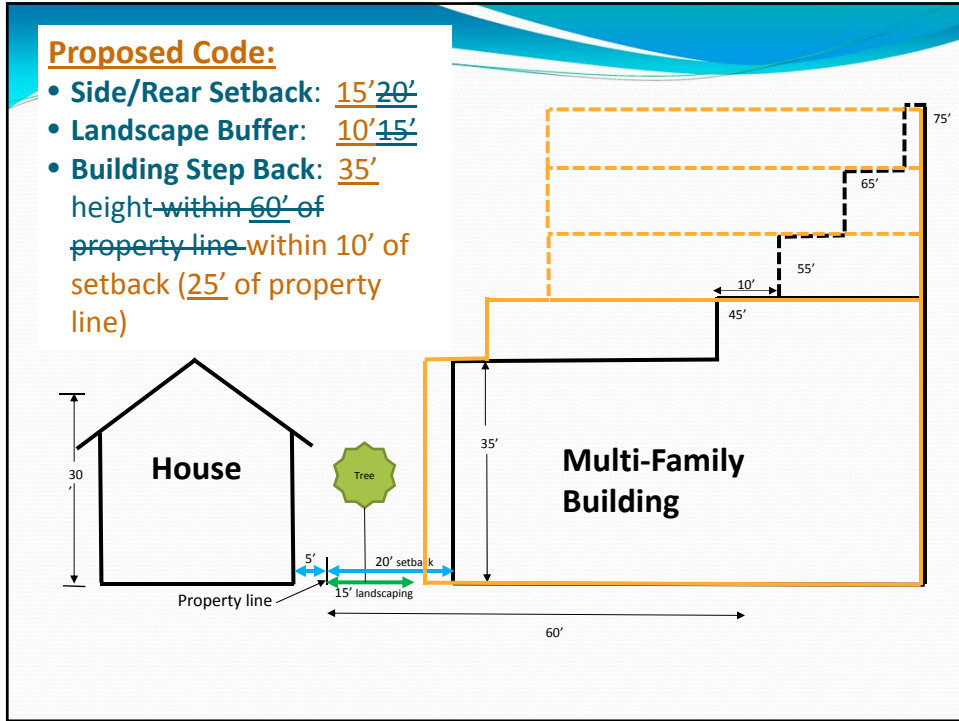 Proposed Code:
• Side/Rear Setback: 15'20'
• Landscape Buffer: 10'15'
• Building Step Back: 35'
height within 60' of
property line within 10' of
setback (25' of property
line)
75'
65'
55'
10'
45'
35'
House
30
'
Tree
Multi-Family
Building
5'
20' setback
15' landscaping
Property line
60'